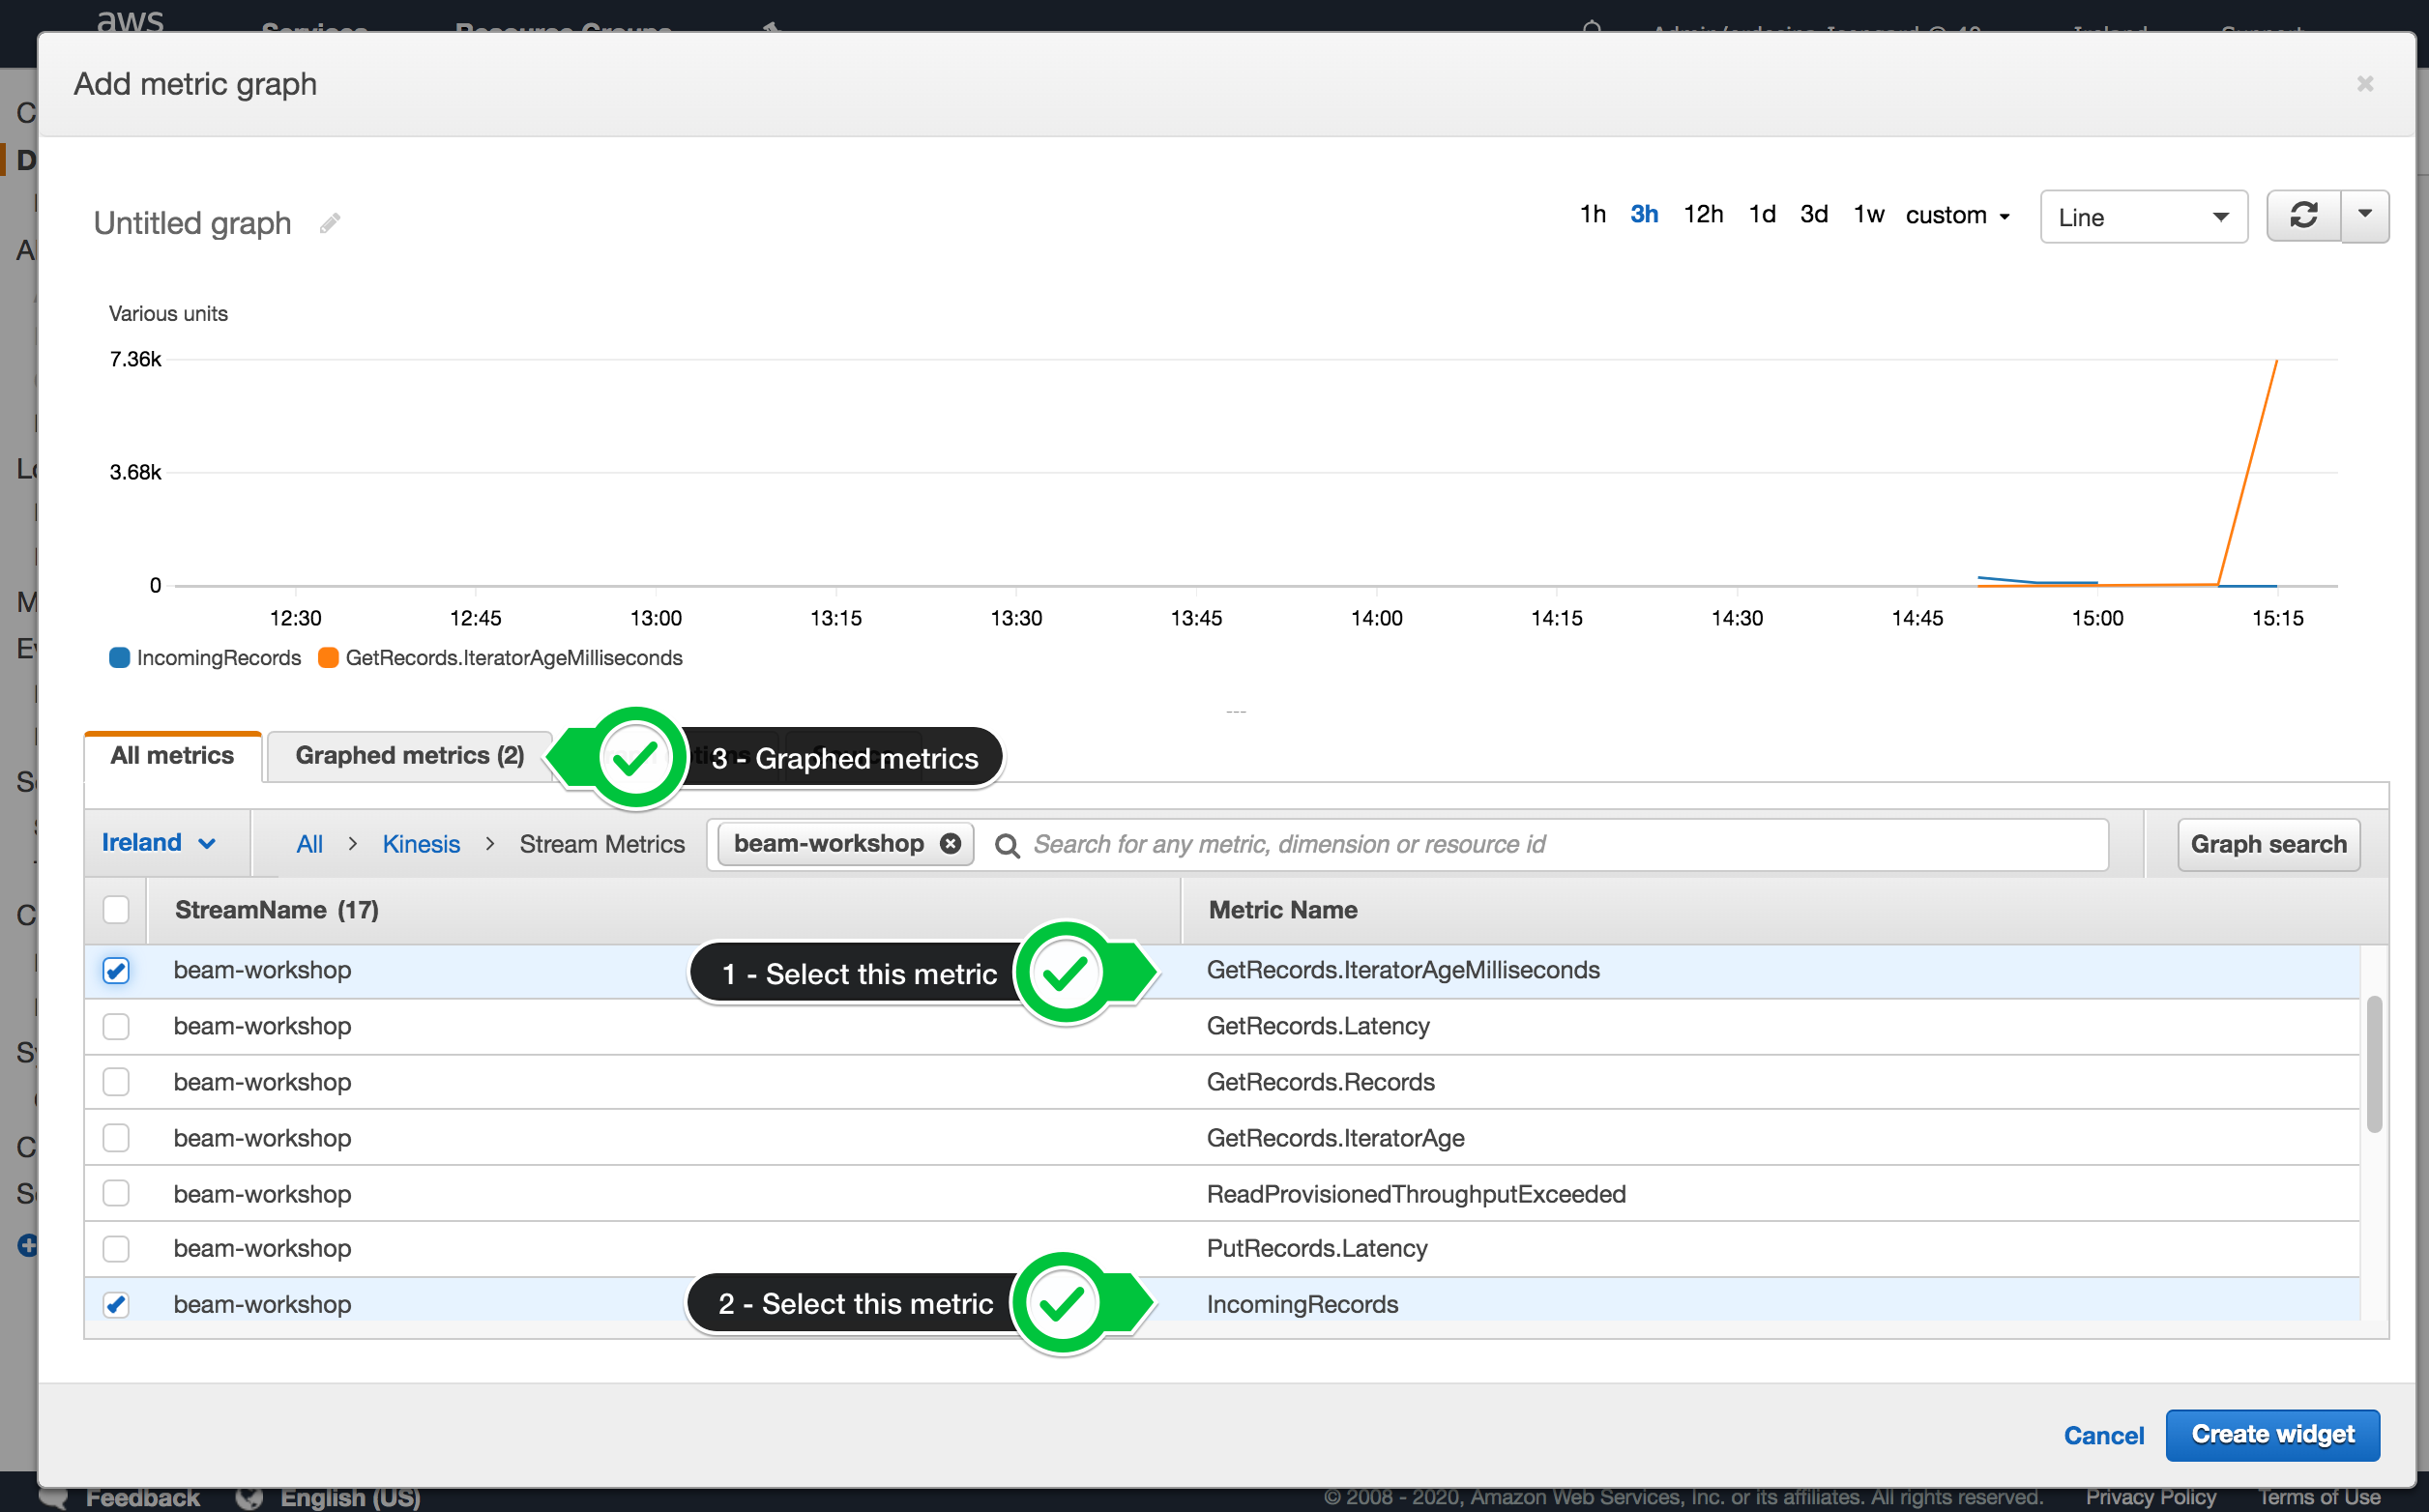 aws
Add metric graph
Untitled graph
1h 3h 12h 1d 3d 1w custom
Line
Various units
7.36k
3.68k
0
12:30 12:45 13:00 13:15 13:30 13:45 14:00 14:15 14:30 14:45 15:00 15:15
IncomingRecords GetRecords.IteratorAgeMilliseconds
All metrics Graphed metrics (2) 3 - Graphed metrics
Ireland All > Kinesis > Stream Metrics beam-workshop Search for any metric, dimension or resource id Graph search
StreamName (17) Metric Name
beam-workshop 1 - Select this metric GetRecords.IteratorAgeMilliseconds
beam-workshop GetRecords.Latency
beam-workshop GetRecords.Records
beam-workshop GetRecords.IteratorAge
beam-workshop ReadProvisionedThroughputExceeded
beam-workshop PutRecords.Latency
beam-workshop 2 - Select this metric IncomingRecords
Cancel Create widget
Feedback English (US) © 2008 - 2020, Amazon Web Services, Inc. or its affiliates. All rights reserved. Privacy Policy Terms of Use